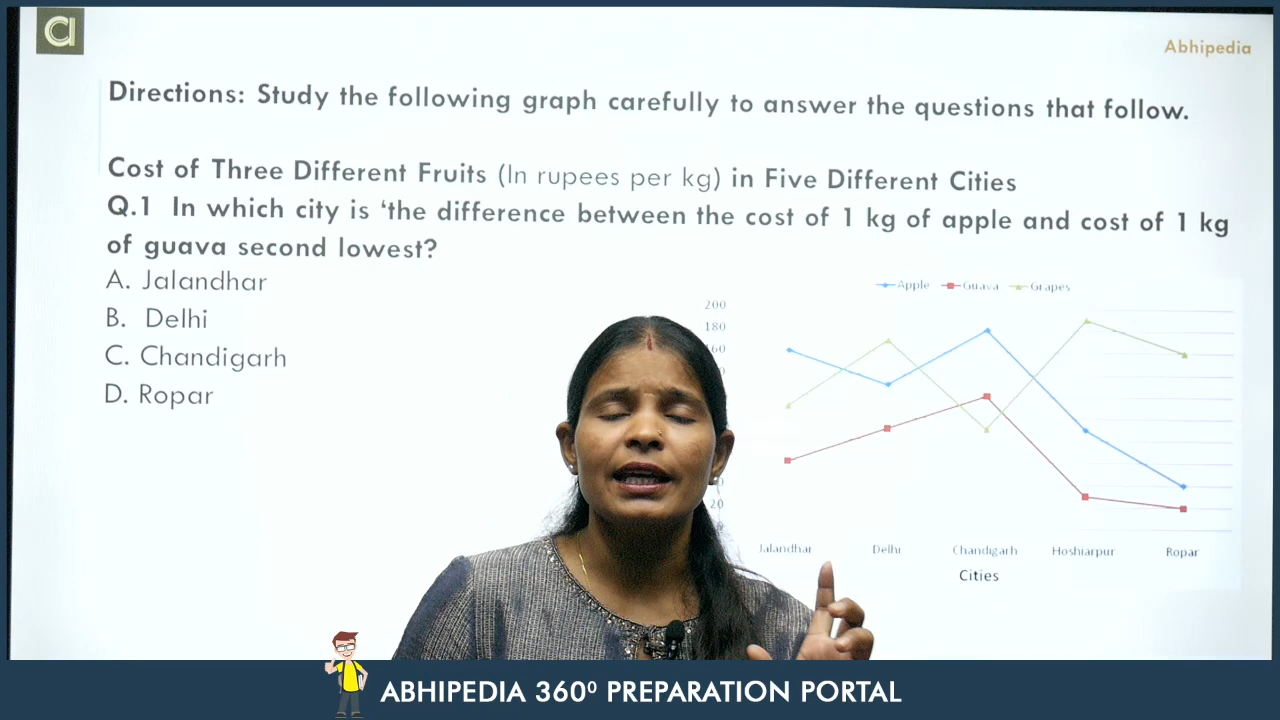 Abhipedia
Directions: Study the following graph carefully to answer the questions that follow.
Cost of Three Different Fruits (In rupees per kg) in Five Different Cities
Q.1 In which city is ‘the difference between the cost of 1 kg of apple and cost of 1 kg
of guava second lowest?
A. Jalandhar
B. Delhi
C. Chandigarh
D. Ropar
Apple Guava Grapes
200
180
20
Jalandhar Delhi Chandigarh Hoshiarpur Ropar
Cities
ABHIPEDIA 360⁰ PREPARATION PORTAL